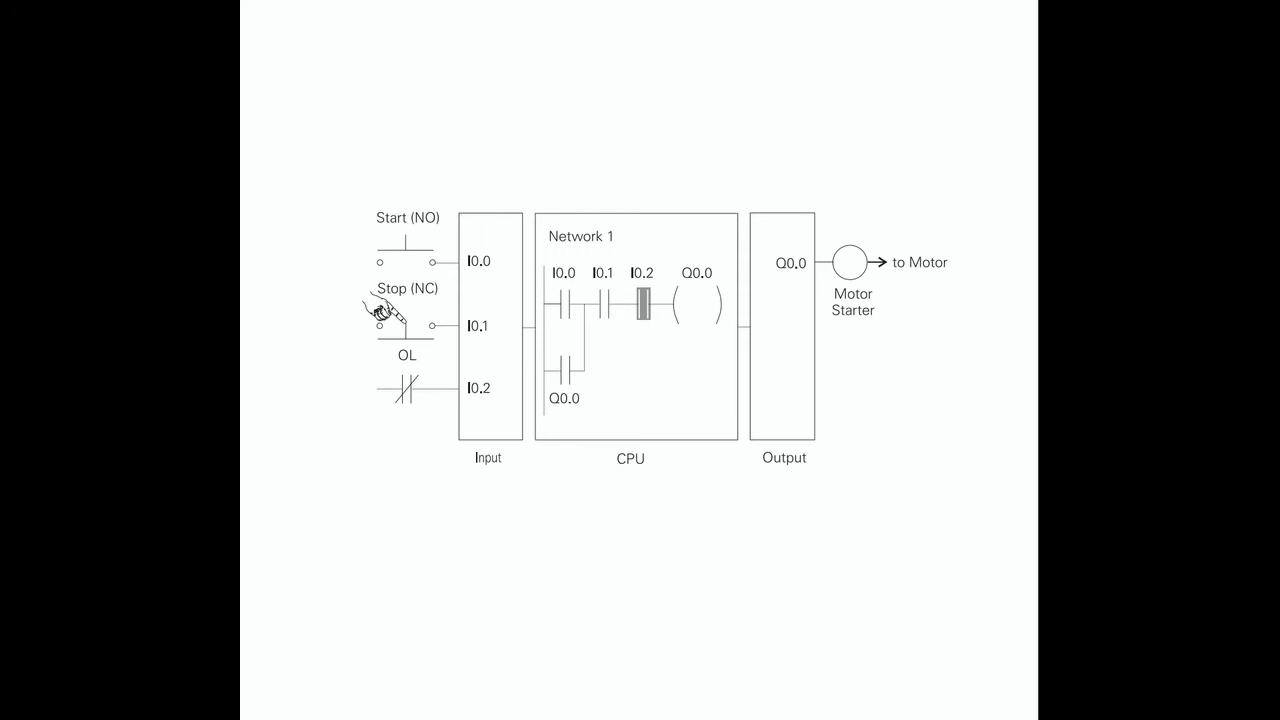 Start (NO)
I0.0
Stop (NC)
I0.1
OL
I0.2
Input
Network 1
I0.0 I0.1 I0.2 Q0.0
Q0.0
CPU
Q0.0
Output
to Motor
Motor
Starter